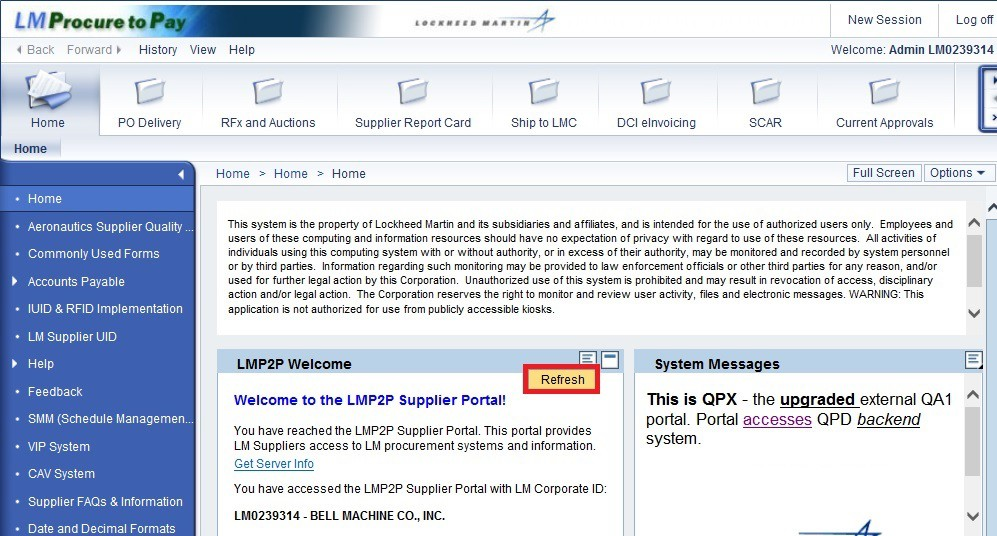 LM Procure to Pay
LOCKHEED MARTIN
New Session
Log off
Back
Forward
History
View
Help
Welcome: Admin LM0239314
Home
PO Delivery
RFx and Auctions
Supplier Report Card
Ship to LMC
DCI eInvoicing
SCAR
Current Approvals
Home
Home > Home > Home
Full Screen
Options
Home
Aeronautics Supplier Quality ...
Commonly Used Forms
Accounts Payable
IUID & RFID Implementation
LM Supplier UID
Help
Feedback
SMM (Schedule Managemen...
VIP System
CAV System
Supplier FAQs & Information
Date and Decimal Formats
This system is the property of Lockheed Martin and its subsidiaries and affiliates, and is intended for the use of authorized users only. Employees and
users of these computing and information resources should have no expectation of privacy with regard to use of these resources. All activities of
individuals using this computing system with or without authority, or in excess of their authority, may be monitored and recorded by system personnel
or by third parties. Information regarding such monitoring may be provided to law enforcement officials or other third parties for any reason, and/or
used for further legal action by this Corporation. Unauthorized use of this system is prohibited and may result in revocation of access, disciplinary
action and/or legal action. The Corporation reserves the right to monitor and review user activity, files and electronic messages. WARNING: This
application is not authorized for use from publicly accessible kiosks.
LMP2P Welcome
Refresh
Welcome to the LMP2P Supplier Portal!
You have reached the LMP2P Supplier Portal. This portal provides
LM Suppliers access to LM procurement systems and information.
Get Server Info
You have accessed the LMP2P Supplier Portal with LM Corporate ID:
LM0239314 - BELL MACHINE CO., INC.
System Messages
This is QPX - the upgraded external QA1
portal. Portal accesses QPD backend
system.